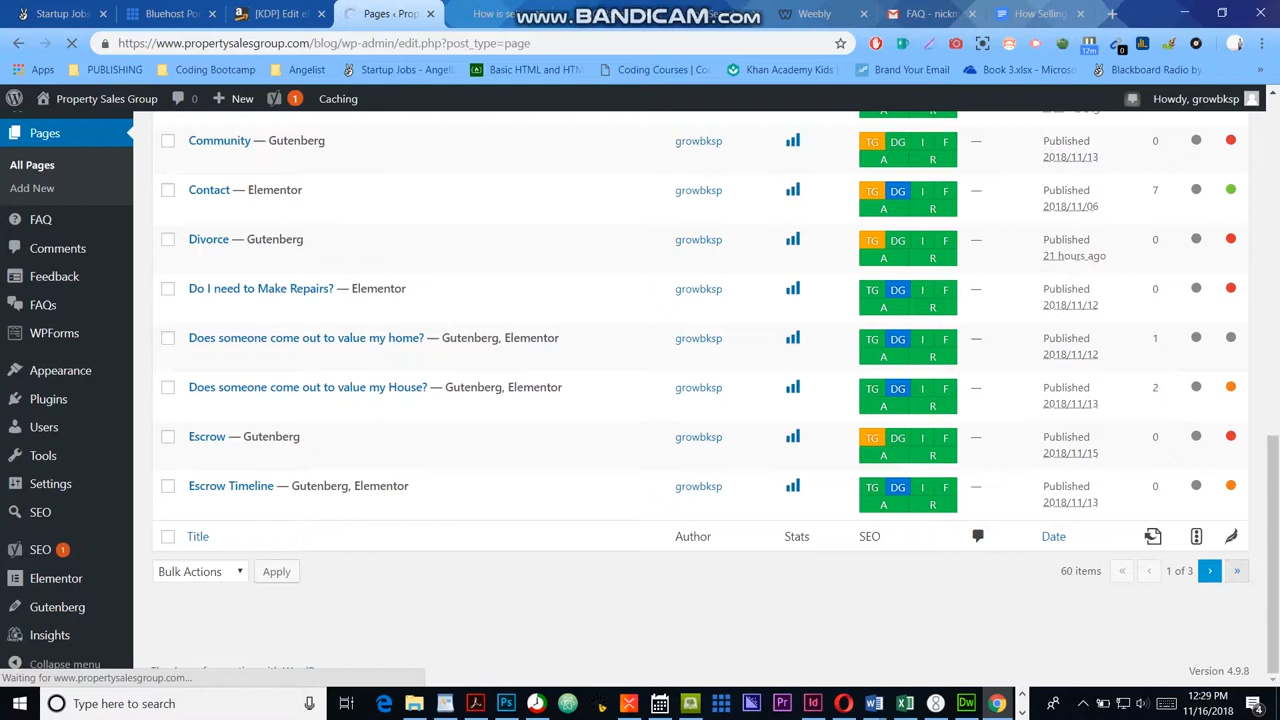 Startup Jobs
Bluehost Por
[KDP] Edit el
Pages ‹ Prop
How is se
www.BANDICAM.com
Weebly
FAQ - nickm
How Selling
https://www.propertysalesgroup.com/blog/wp-admin/edit.php?post_type=page
12m
0
Apps
PUBLISHING
Coding Bootcamp
Angelist
Startup Jobs - Angeli
Basic HTML and HTM
Coding Courses | Co
Khan Academy Kids |
Brand Your Email
Book 3.xlsx - Micros
Blackboard Radio by
Property Sales Group
0
+ New
1
Caching
Howdy, growbksp
Pages
All Pages
Add New
FAQ
Comments
Feedback
FAQs
WPForms
Appearance
Plugins
Users
Tools
Settings
SEO
SEO 1
Elementor
Gutenberg
Insights
Collapse menu
A R
Community — Gutenberg growbksp TG DG I F — Published 0
A R 2018/11/13
Contact — Elementor growbksp TG DG I F — Published 7
A R 2018/11/06
Divorce — Gutenberg growbksp TG DG I F — Published 0
A R 21 hours ago
Do I need to Make Repairs? — Elementor growbksp TG DG I F — Published 0
A R 2018/11/12
Does someone come out to value my home? — Gutenberg, Elementor growbksp TG DG I F — Published 1
A R 2018/11/12
Does someone come out to value my House? — Gutenberg, Elementor growbksp TG DG I F — Published 2
A R 2018/11/13
Escrow — Gutenberg growbksp TG DG I F — Published 0
A R 2018/11/15
Escrow Timeline — Gutenberg, Elementor growbksp TG DG I F — Published 0
A R 2018/11/13
Title Author Stats SEO Date
Bulk Actions Apply 60 items « ‹ 1 of 3 › »
Version 4.9.8
Waiting for www.propertysalesgroup.com...
Type here to search
12:29 PM
11/16/2018